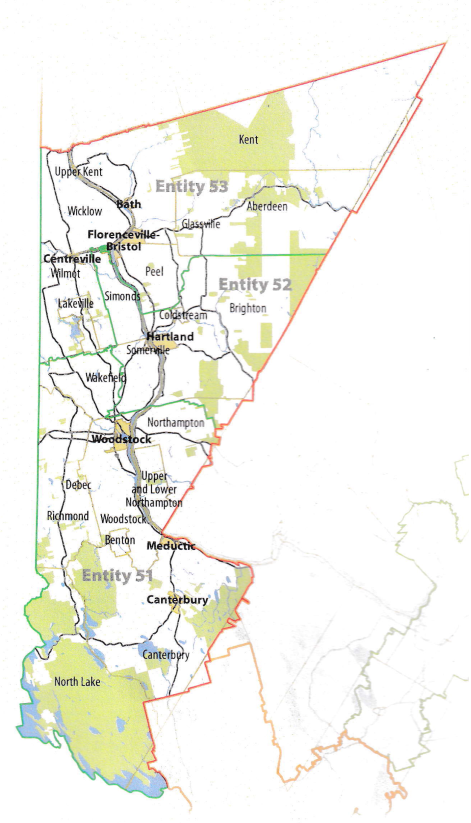 Kent
Upper Kent
Entity 53
Bath
Wicklow
Aberdeen
Glassville
Florenceville-
Bristol
Centreville
Wilmot
Peel
Entity 52
Lakeville
Simonds
Brighton
Coldstream
Hartland
Somerville
Wakefield
Northampton
Woodstock
Debec
Upper
and Lower
Northampton
Richmond
Woodstock
Benton
Meductic
Entity 51
Canterbury
Canterbury
North Lake